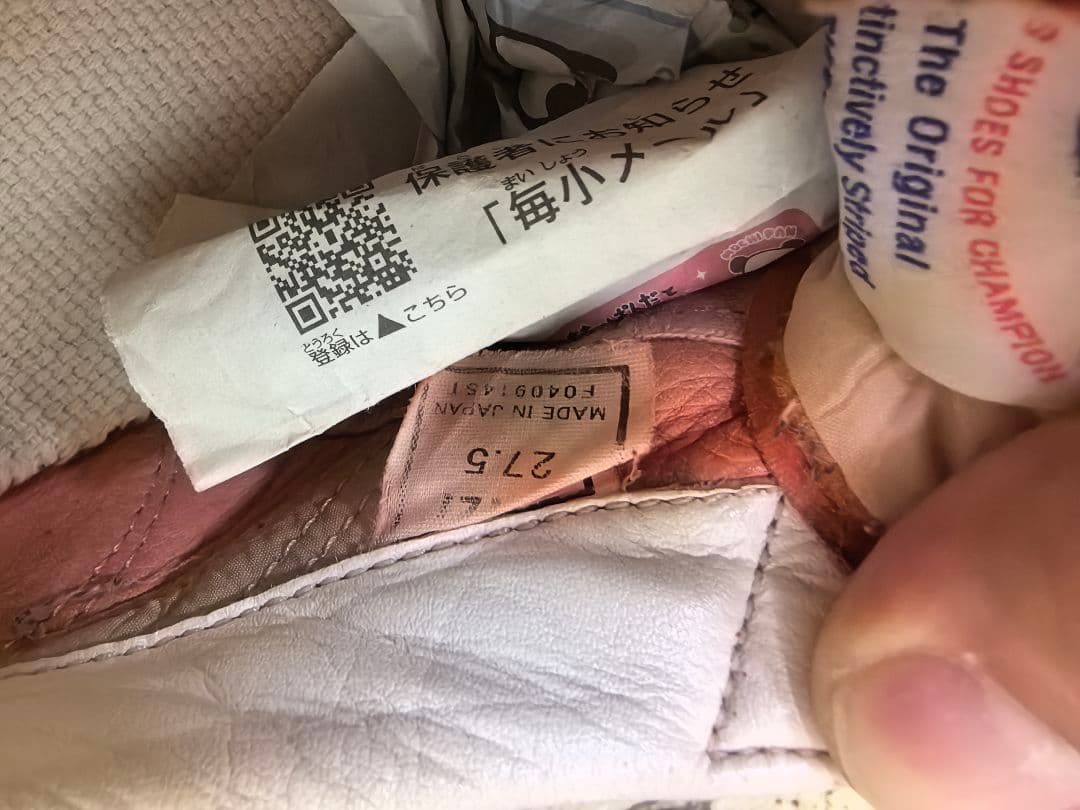 保護者にお知らせ
まいしょう
「毎小メール」
とうろく
登録は▲こちら
MOCHI PAN
MADE IN JAPAN
27.5
The Original
tinctively Striped
SHOES FOR CHAMPION